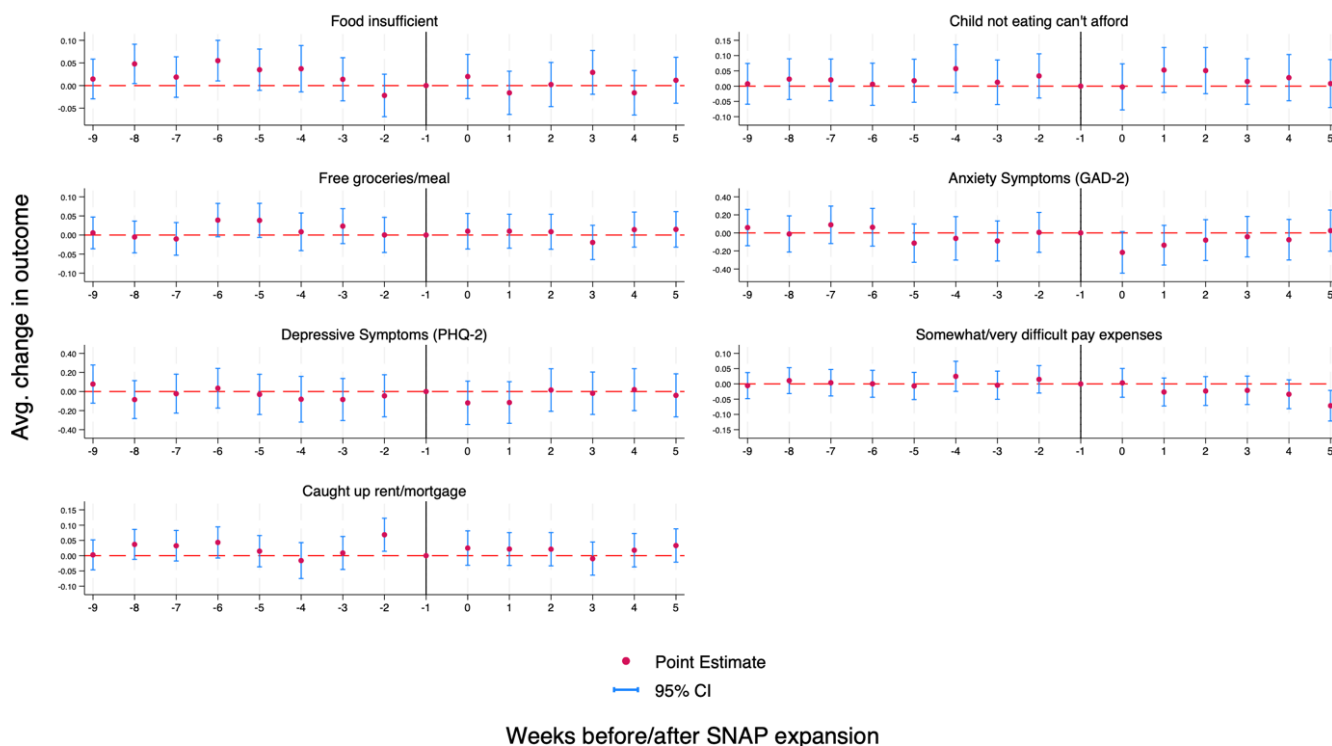 Food insufficient
0.10
0.05
0.00
-0.05
-9 -8 -7 -6 -5 -4 -3 -2 -1 0 1 2 3 4 5
Child not eating can't afford
0.15
0.10
0.05
0.00
-0.05
-0.10
-9 -8 -7 -6 -5 -4 -3 -2 -1 0 1 2 3 4 5
Free groceries/meal
0.10
0.05
0.00
-0.05
-0.10
-9 -8 -7 -6 -5 -4 -3 -2 -1 0 1 2 3 4 5
Anxiety Symptoms (GAD-2)
0.40
0.20
0.00
-0.20
-0.40
-9 -8 -7 -6 -5 -4 -3 -2 -1 0 1 2 3 4 5
Avg. change in outcome
Depressive Symptoms (PHQ-2)
0.40
0.20
0.00
-0.20
-0.40
-9 -8 -7 -6 -5 -4 -3 -2 -1 0 1 2 3 4 5
Somewhat/very difficult pay expenses
0.10
0.05
0.00
-0.05
-0.10
-0.15
-9 -8 -7 -6 -5 -4 -3 -2 -1 0 1 2 3 4 5
Caught up rent/mortgage
0.15
0.10
0.05
0.00
-0.05
-0.10
-9 -8 -7 -6 -5 -4 -3 -2 -1 0 1 2 3 4 5
Point Estimate
95% CI
Weeks before/after SNAP expansion